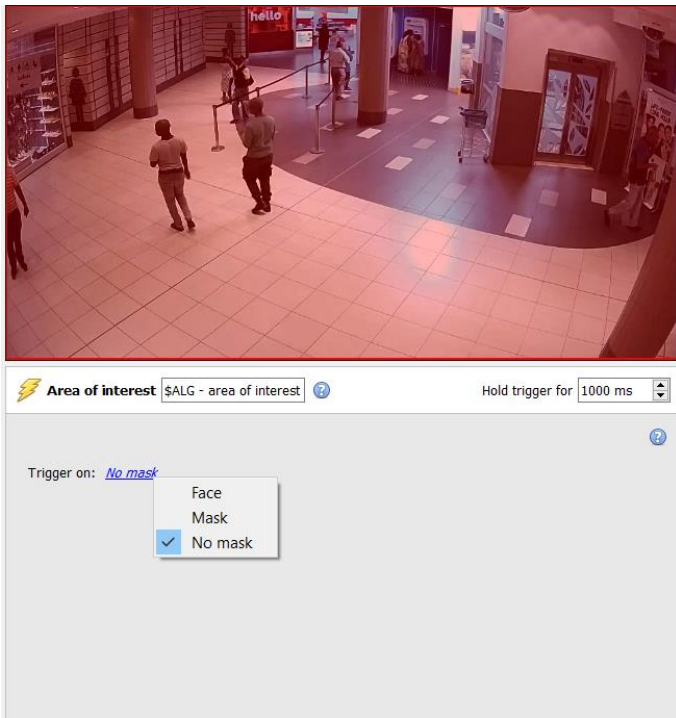 hello
Area of interest $ALG - area of interest
Hold trigger for 1000 ms
Trigger on: No mask
Face
Mask
No mask